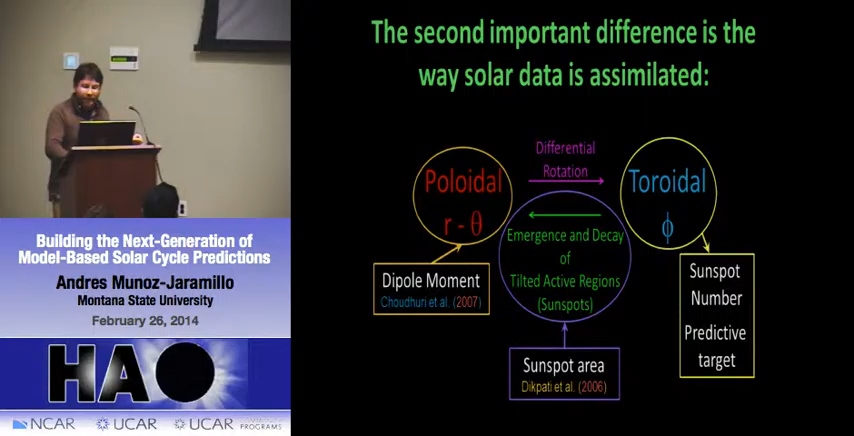 The second important difference is the
way solar data is assimilated:
Differential
Rotation
Poloidal
r - θ
Toroidal
ϕ
Emergence and Decay
of
Tilted Active Regions
(Sunspots)
Dipole Moment
Choudhuri et al. (2007)
Sunspot area
Dikpati et al. (2006)
Sunspot
Number
Predictive
target
Building the Next-Generation of
Model-Based Solar Cycle Predictions
Andres Munoz-Jaramillo
Montana State University
February 26, 2014
HAO
NCAR
UCAR
UCAR COMMUNITY
PROGRAMS